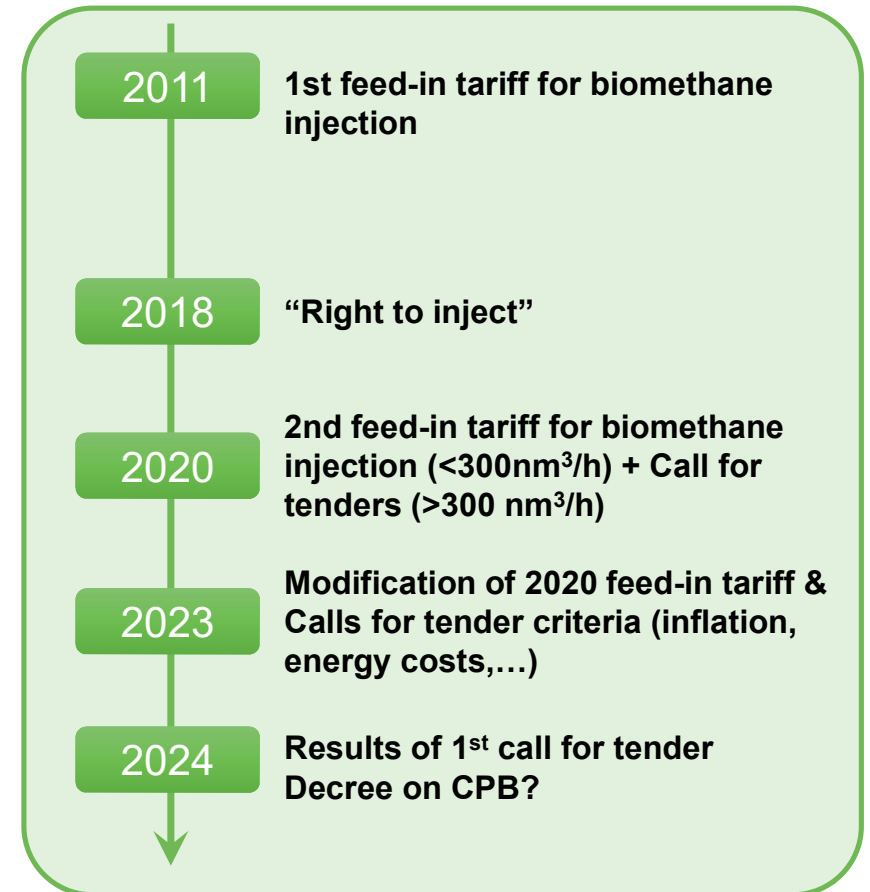 2011
1st feed-in tariff for biomethane
injection
2018
“Right to inject”
2020
2nd feed-in tariff for biomethane
injection (<300nm³/h) + Call for
tenders (>300 nm³/h)
2023
Modification of 2020 feed-in tariff &
Calls for tender criteria (inflation,
energy costs,…)
2024
Results of 1ˢᵗ call for tender
Decree on CPB?